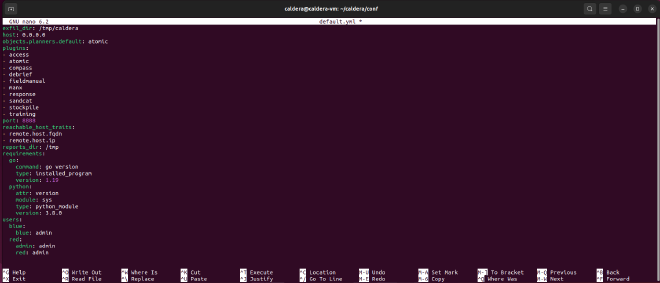 caldera@caldera-vm: ~/caldera/conf
GNU nano 6.2 default.yml *
exfil_dir: /tmp/caldera
host: 0.0.0.0
objects.planners.default: atomic
plugins:
- access
- atomic
- compass
- debrief
- fieldmanual
- manx
- response
- sandcat
- stockpile
- training
port: 8888
reachable_host_traits:
- remote.host.fqdn
- remote.host.ip
reports_dir: /tmp
requirements:
  go:
    command: go version
    type: installed_program
    version: 1.19
  python:
    attr: version
    module: sys
    type: python_module
    version: 3.8.0
users:
  blue:
    blue: admin
  red:
    admin: admin
    red: admin
^G Help ^O Write Out ^W Where Is ^K Cut ^T Execute ^C Location M-U Undo M-A Set Mark M-] To Bracket M-Q Previous ^B Back
^X Exit ^R Read File ^\ Replace ^U Paste ^J Justify ^/ Go To Line M-E Redo M-6 Copy ^Q Where Was M-W Next ^F Forward